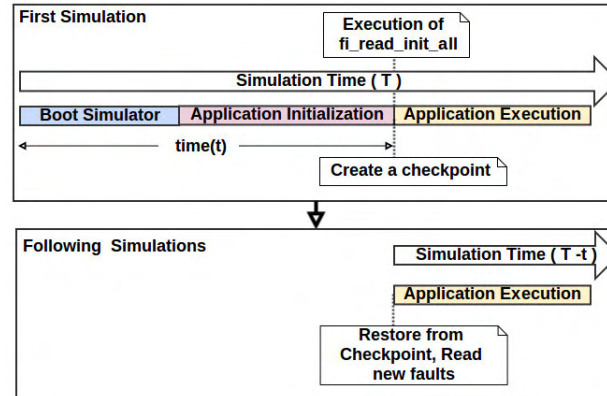 First Simulation
Execution of
fi_read_init_all
Simulation Time ( T )
Boot Simulator
Application Initialization
Application Execution
time(t)
Create a checkpoint
Following Simulations
Simulation Time ( T -t )
Application Execution
Restore from
Checkpoint, Read
new faults